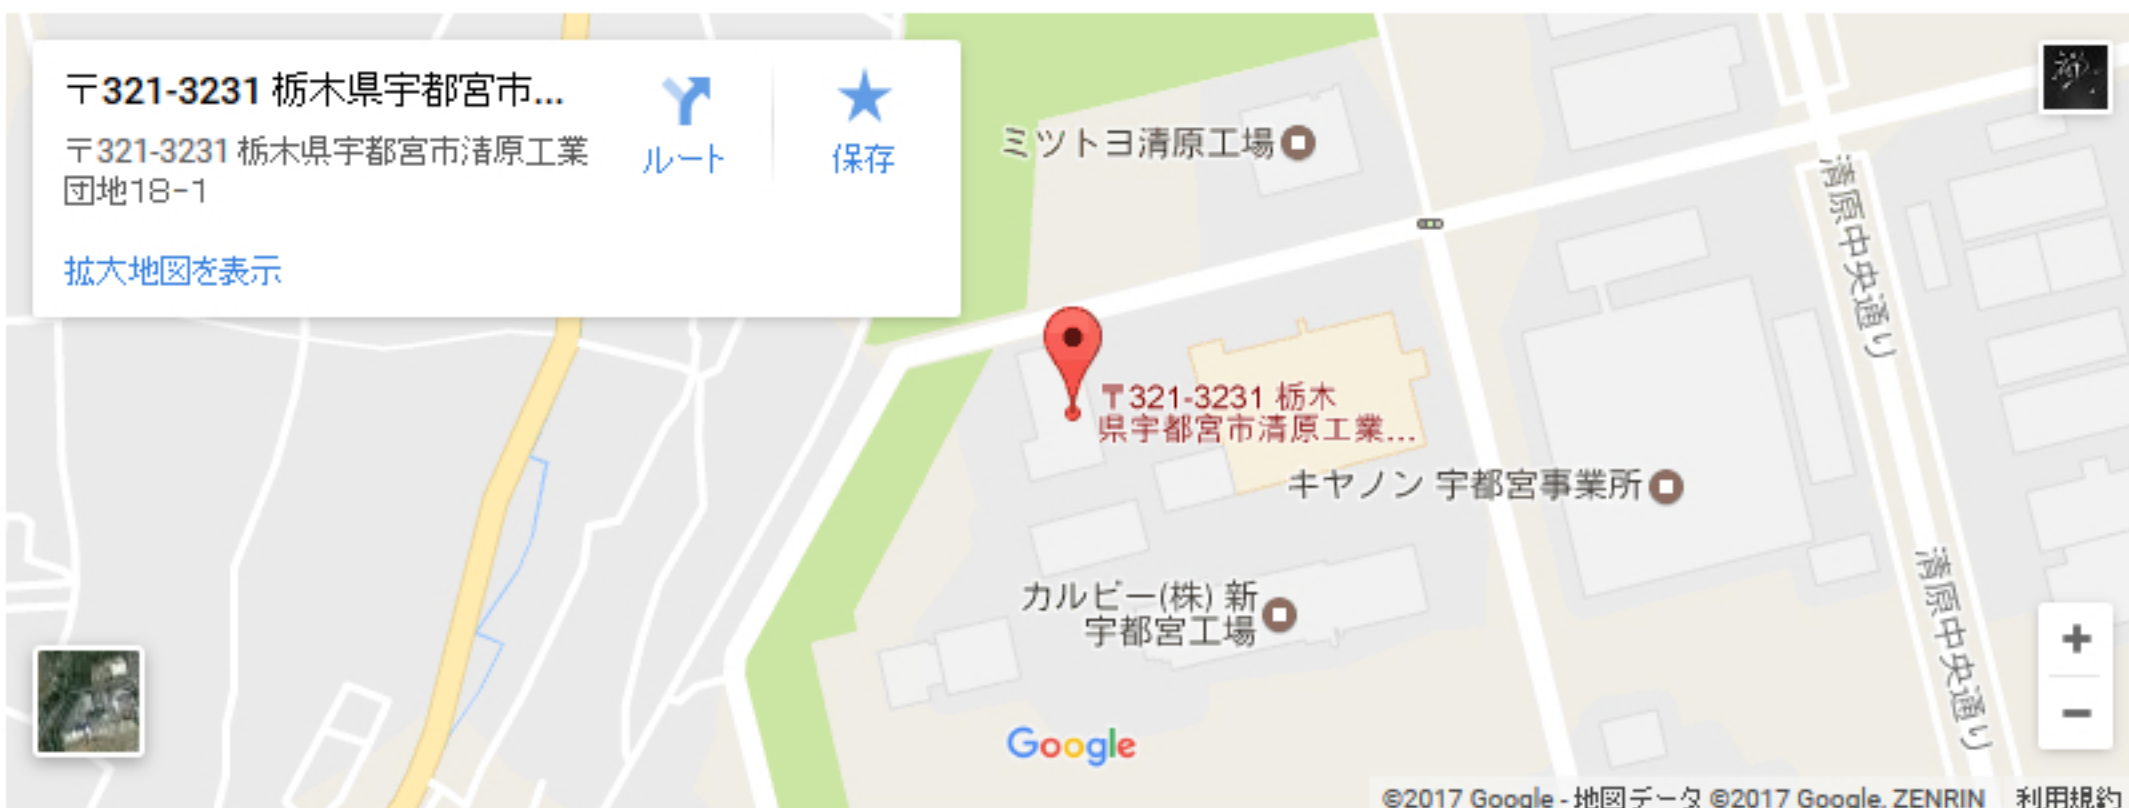 〒321-3231 栃木県宇都宮市...
〒321-3231 栃木県宇都宮市清原工業
団地18-1
ルート
保存
拡大地図を表示
ミツトヨ清原工場
清原中央通り
〒321-3231 栃木
県宇都宮市清原工業...
キヤノン 宇都宮事業所
カルビー(株) 新
宇都宮工場
清原中央通り
Google
+
−
©2017 Google - 地図データ ©2017 Google, ZENRIN 利用規約